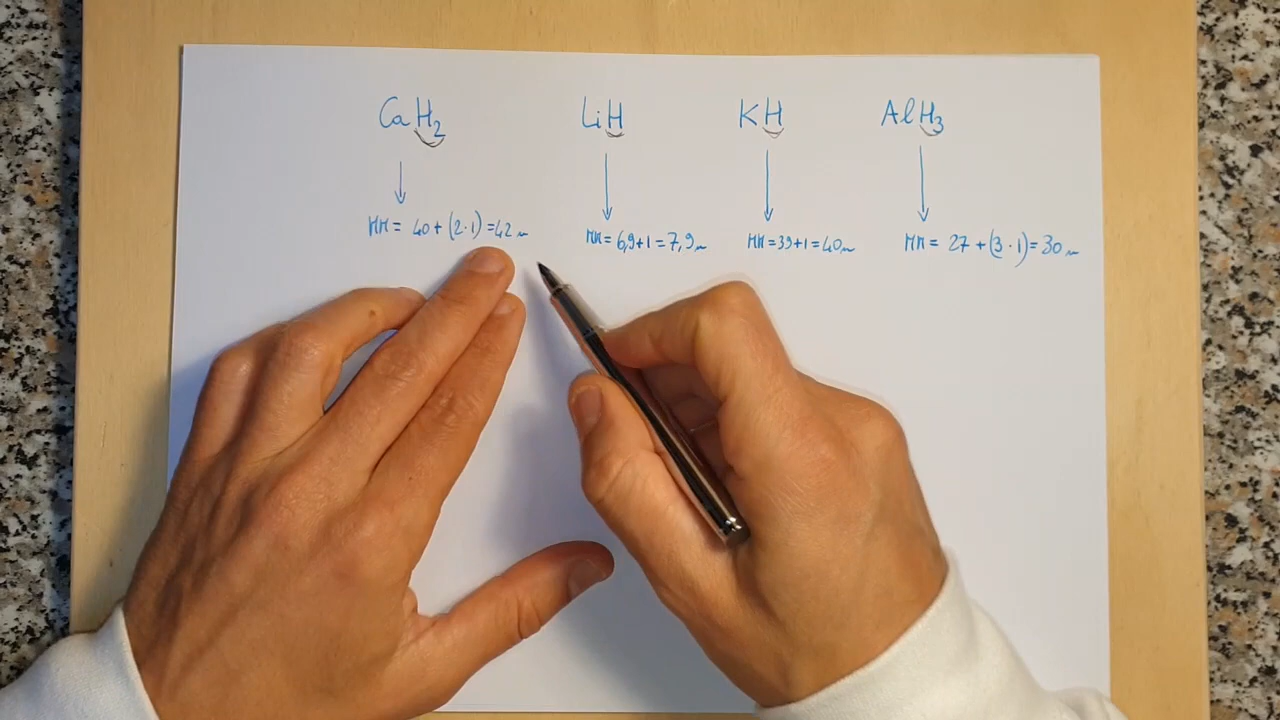 CaH₂ LiH KH AlH₃
MM= 40+(2·1)=42 MM=6,9+1=7,9 MM=39+1=40 MM= 27+(3·1)=30